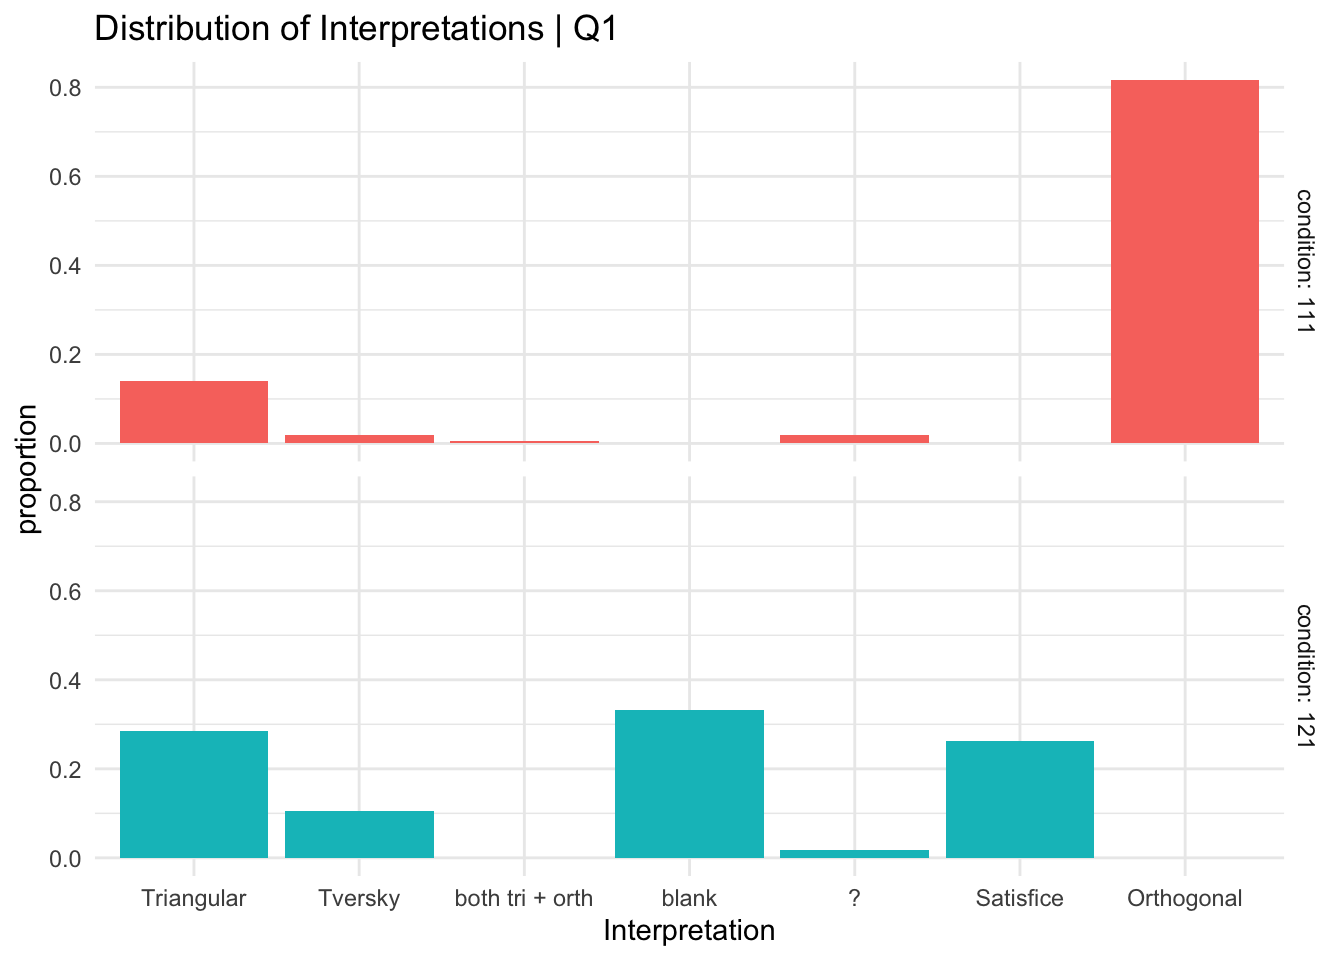 Distribution of Interpretations | Q1
0.8
0.6
0.4
0.2
0.0
condition: 111
proportion
0.8
0.6
0.4
0.2
0.0
condition: 121
Triangular Tversky both tri + orth blank ? Satisfice Orthogonal
Interpretation